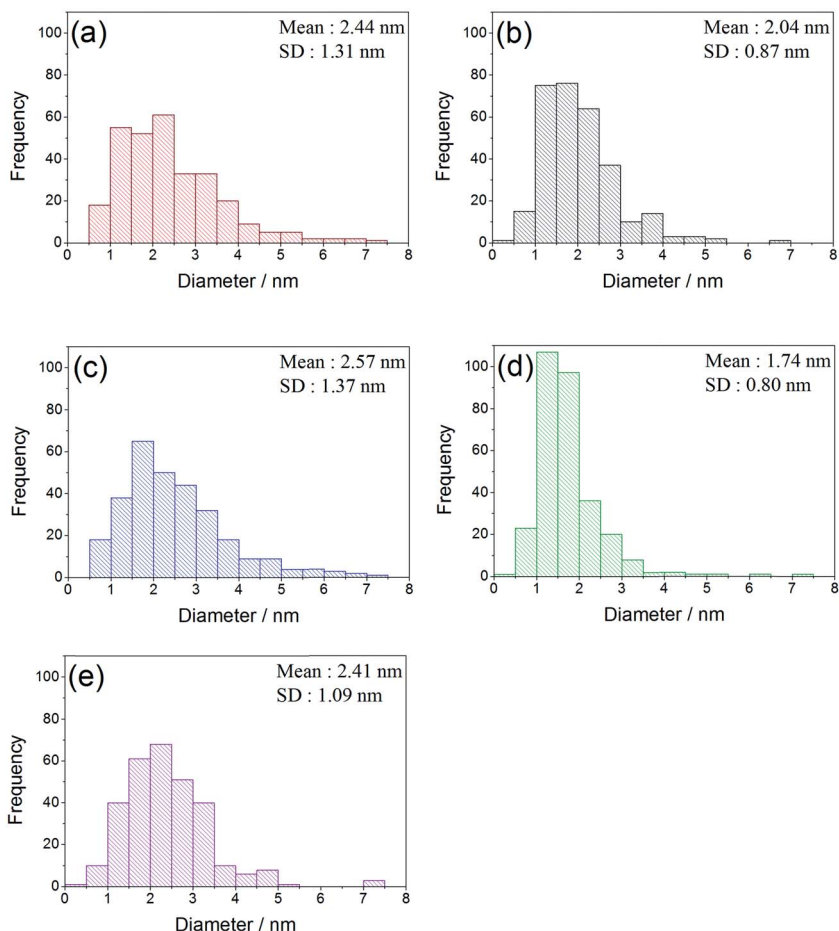 (a)
Mean : 2.44 nm
SD : 1.31 nm
100
80
60
40
20
0
Frequency
0 1 2 3 4 5 6 7 8
Diameter / nm
(b)
Mean : 2.04 nm
SD : 0.87 nm
100
80
60
40
20
0
Frequency
0 1 2 3 4 5 6 7 8
Diameter / nm
(c)
Mean : 2.57 nm
SD : 1.37 nm
100
80
60
40
20
0
Frequency
0 1 2 3 4 5 6 7 8
Diameter / nm
(d)
Mean : 1.74 nm
SD : 0.80 nm
100
80
60
40
20
0
Frequency
0 1 2 3 4 5 6 7 8
Diameter / nm
(e)
Mean : 2.41 nm
SD : 1.09 nm
100
80
60
40
20
0
Frequency
0 1 2 3 4 5 6 7 8
Diameter / nm